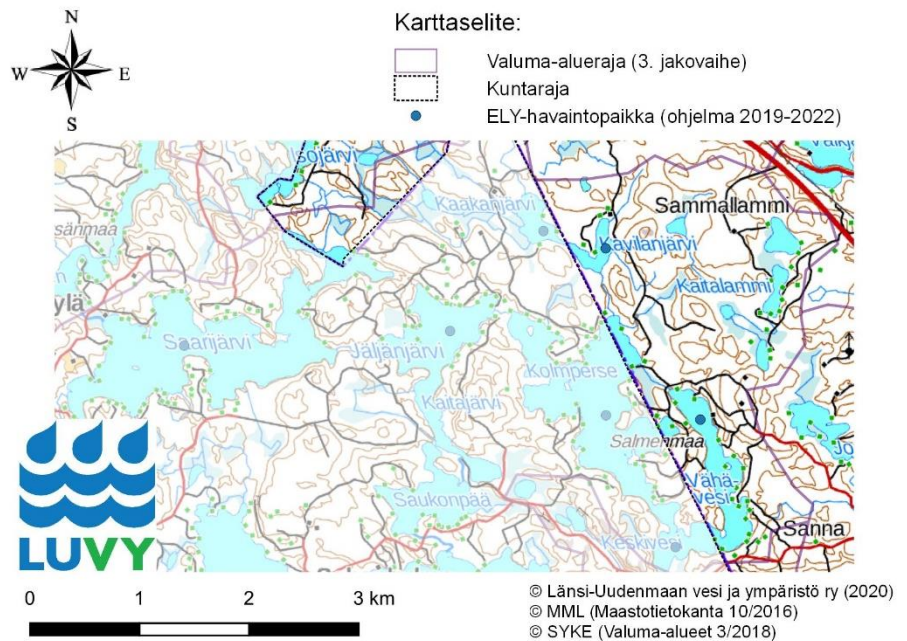 N
W E
S
Karttaselite:
Valuma-alueraja (3. jakovaihe)
Kuntaraja
ELY-havaintopaikka (ohjelma 2019-2022)
Isojärvi
Kaakanjärvi
Sammallammi
Kavilanjärvi
Kaitalammi
ylä
Saarijärvi
Jäljänjärvi
Kolmperse
Kaitajärvi
Salmenmaa
Saukonpää
Vähä-
vesi
Sanna
Keskivesi
LUVY
0 1 2 3 km
© Länsi-Uudenmaan vesi ja ympäristö ry (2020)
© MML (Maastotietokanta 10/2016)
© SYKE (Valuma-alueet 3/2018)